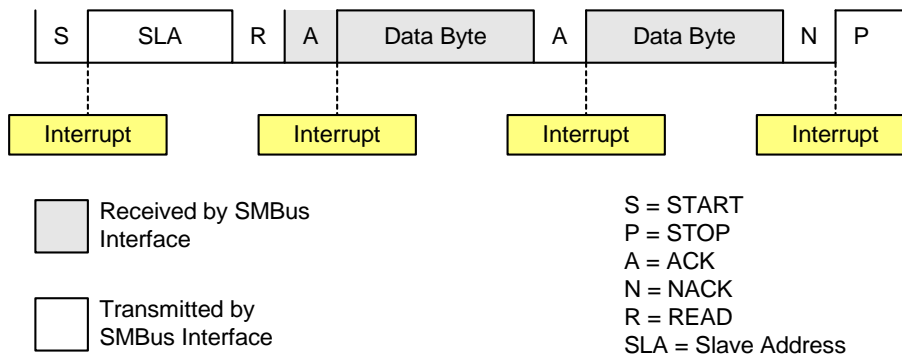 S SLA R A Data Byte A Data Byte N P
Interrupt Interrupt Interrupt Interrupt
Received by SMBus
Interface
Transmitted by
SMBus Interface
S = START
P = STOP
A = ACK
N = NACK
R = READ
SLA = Slave Address